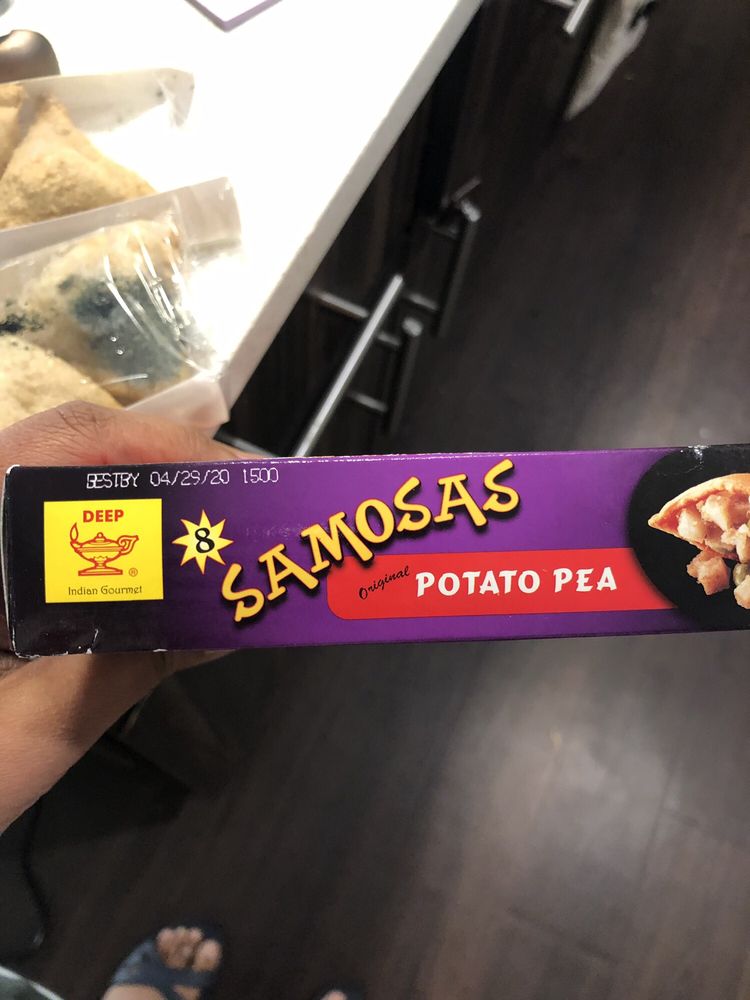 BESTBY 04/29/20 1500
DEEP
®
Indian Gourmet
8
SAMOSAS
Original POTATO PEA